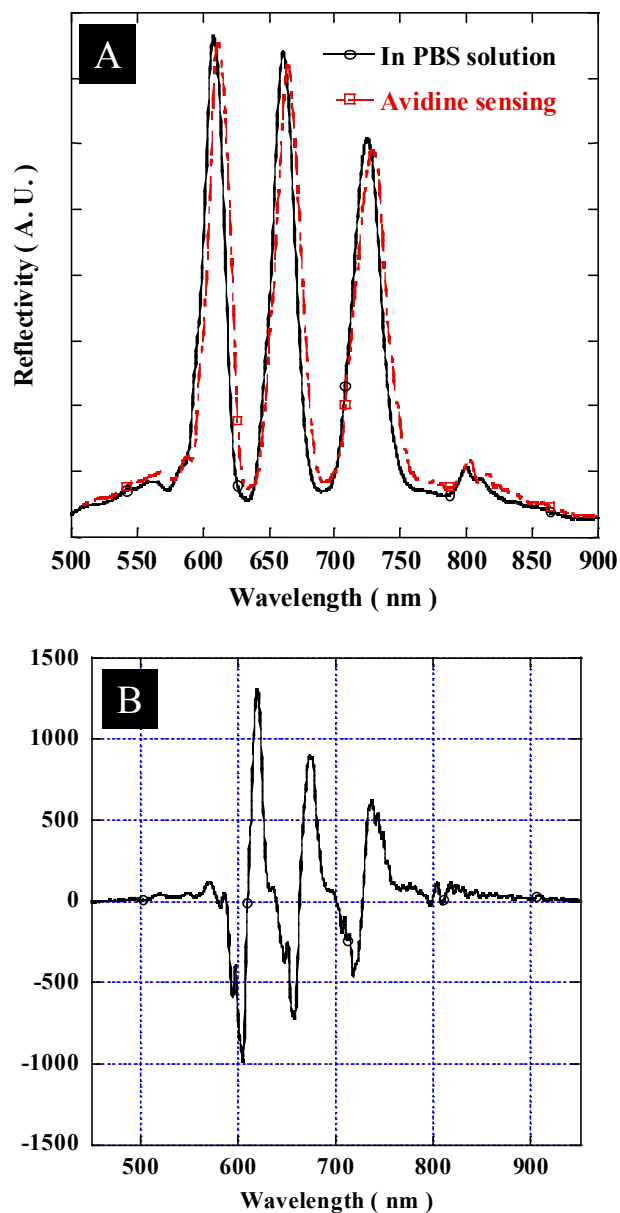 A
In PBS solution
Avidine sensing
Reflectivity ( A. U. )
500 550 600 650 700 750 800 850 900
Wavelength ( nm )
B
1500
1000
500
0
-500
-1000
-1500
500 600 700 800 900
Wavelength ( nm )